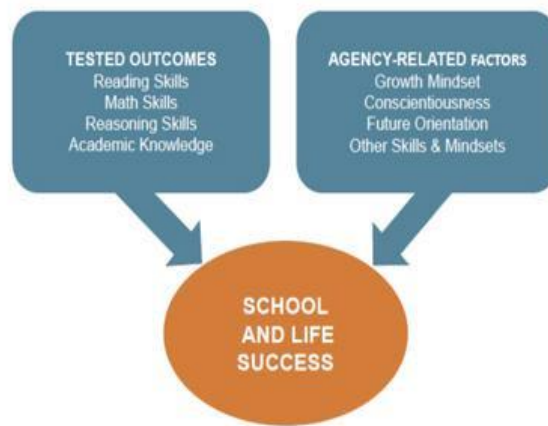 TESTED OUTCOMES
Reading Skills
Math Skills
Reasoning Skills
Academic Knowledge
AGENCY-RELATED FACTORS
Growth Mindset
Conscientiousness
Future Orientation
Other Skills & Mindsets
SCHOOL
AND LIFE
SUCCESS